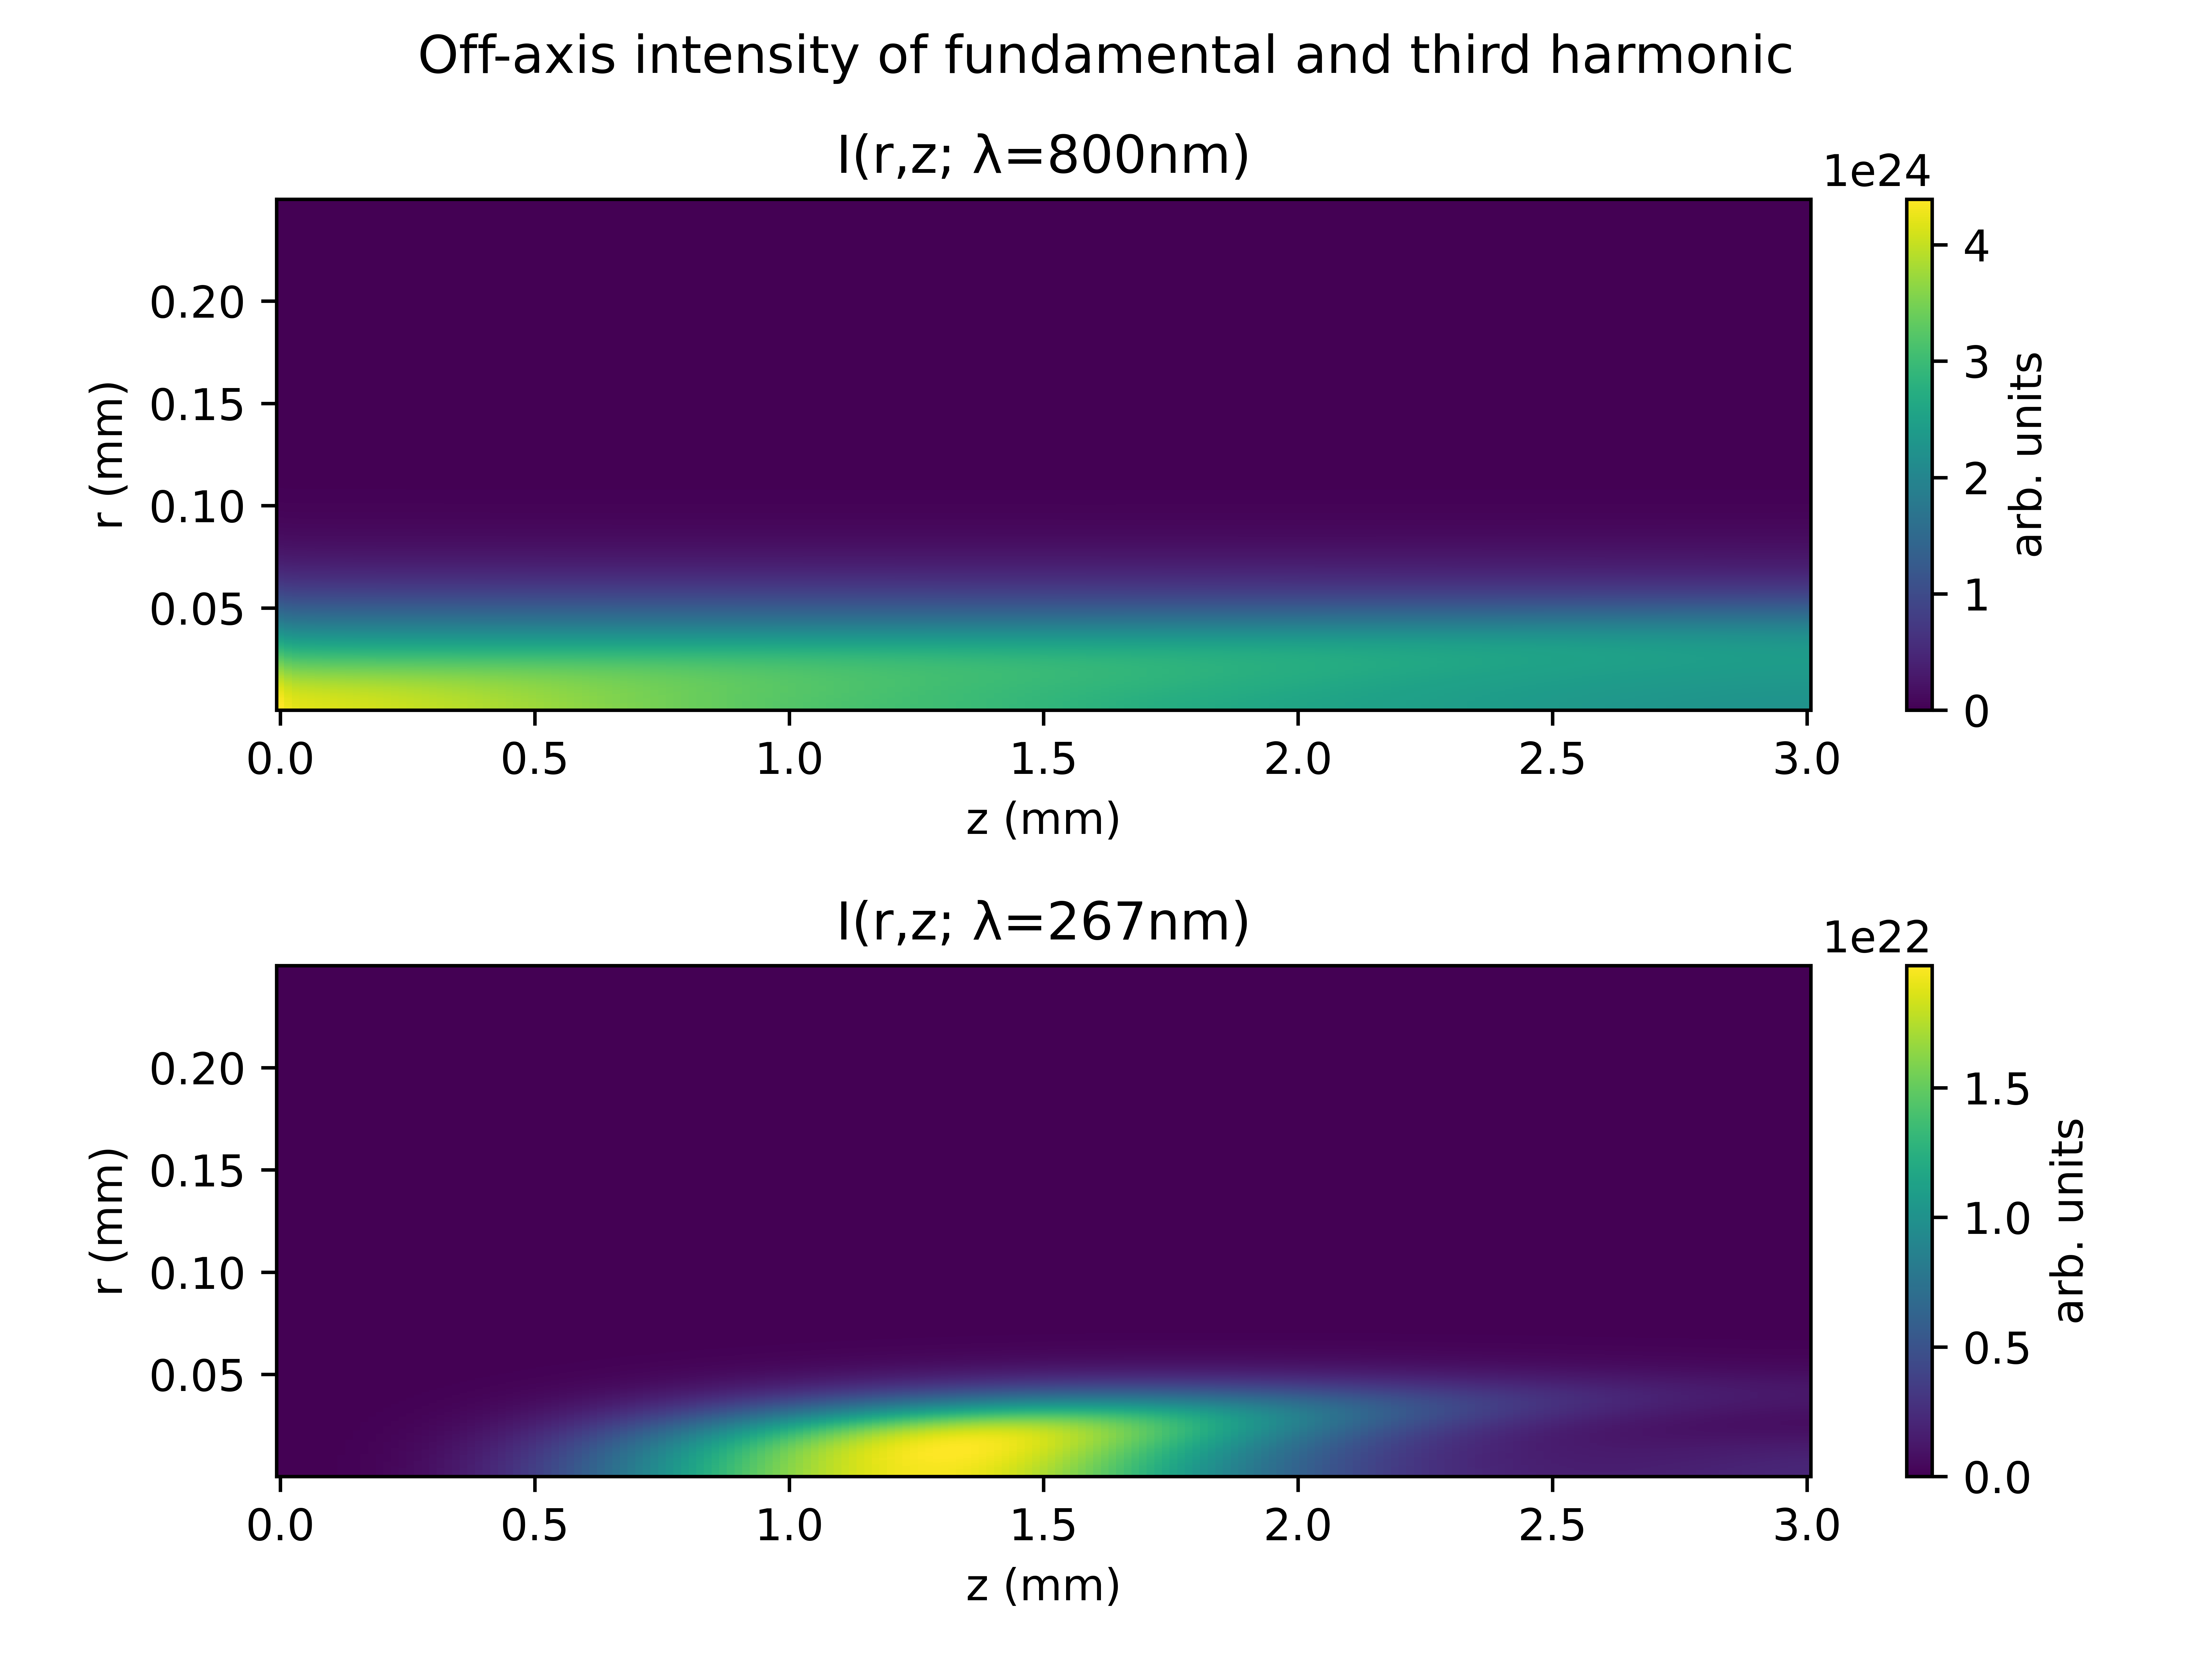 Off-axis intensity of fundamental and third harmonic
I(r,z; λ=800nm)
1e24
0.20
0.15
0.10
0.05
r (mm)
0.0 0.5 1.0 1.5 2.0 2.5 3.0
z (mm)
4
3
2
1
0
arb. units
I(r,z; λ=267nm)
1e22
0.20
0.15
0.10
0.05
r (mm)
0.0 0.5 1.0 1.5 2.0 2.5 3.0
z (mm)
1.5
1.0
0.5
0.0
arb. units